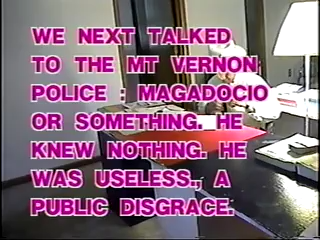 WE NEXT TALKED
TO THE MT VERNON
POLICE : MAGADOCIO
OR SOMETHING. HE
KNEW NOTHING. HE
WAS USELESS.. A
PUBLIC DISGRACE.